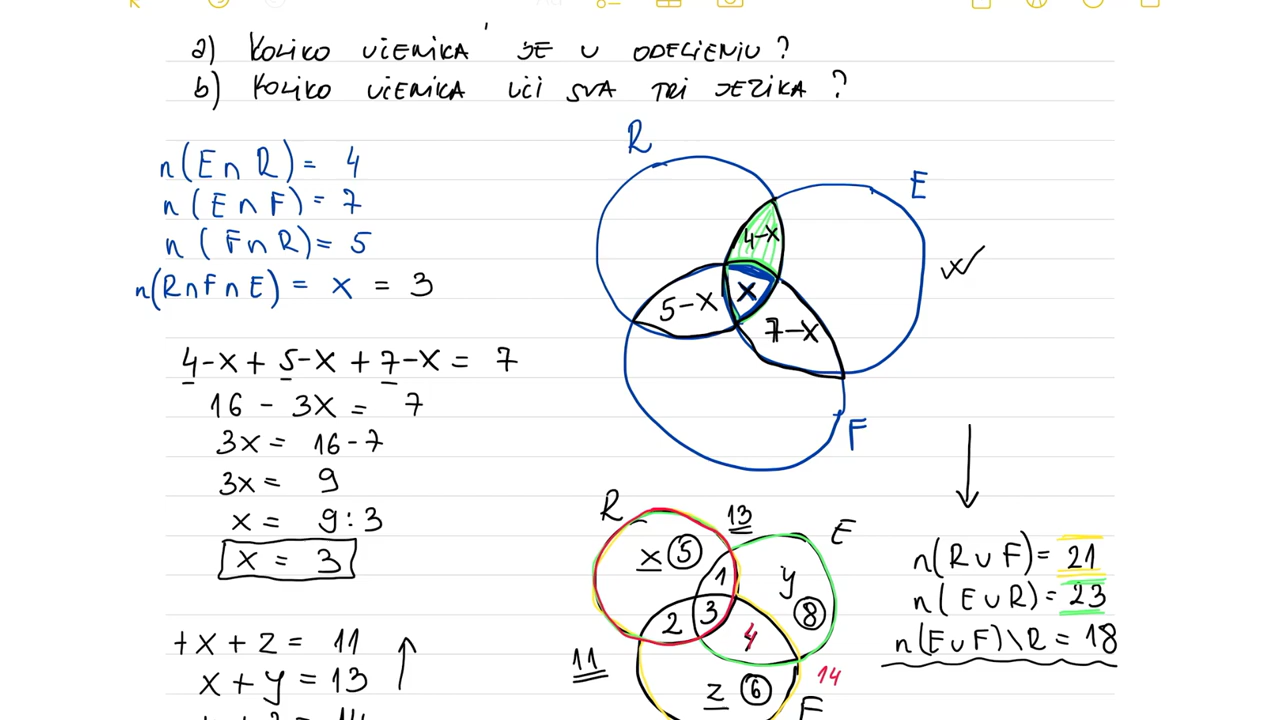 a) KOLIKO UČENIKA JE U ODELJENJU ?
b) KOLIKO UČENIKA UČI SVA TRI JEZIKA ?
n(E∩R) = 4
n(E∩F) = 7
n(F∩R) = 5
n(R∩F∩E) = x = 3
4-x + 5-x + 7-x = 7
16 - 3x = 7
3x = 16-7
3x = 9
x = 9:3
x = 3
R
E
4-x
5-x
x
7-x
F
R
13
E
x 5
1
y
8
2
3
4
11
z 6
14
F
n(R∪F) = 21
n(E∪R) = 23
n(E∪F)\R = 18
+x + z = 11
x + y = 13